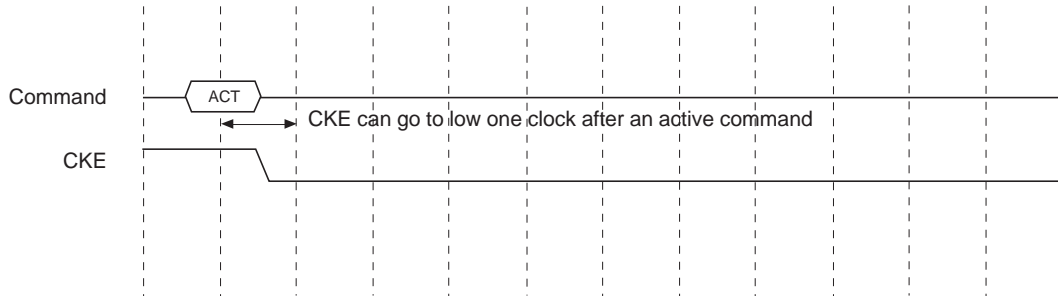 Command
ACT
CKE can go to low one clock after an active command
CKE